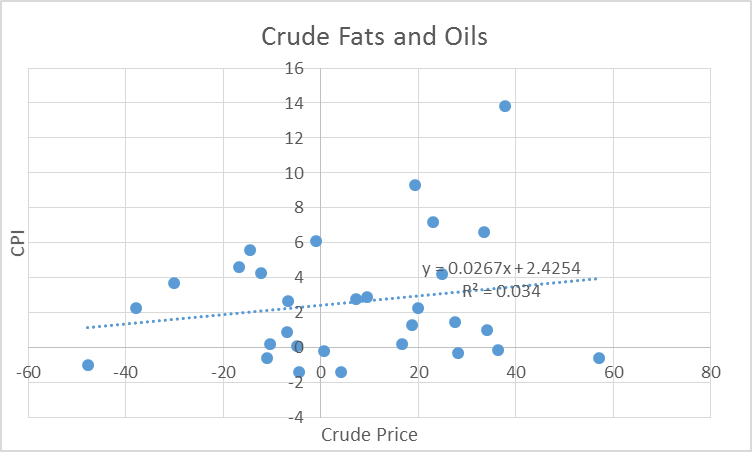 Crude Fats and Oils
16
14
12
10
8
6
4
2
0
-2
-4
-60 -40 -20 0 20 40 60 80
CPI
y = 0.0267x + 2.4254
R² = 0.034
Crude Price